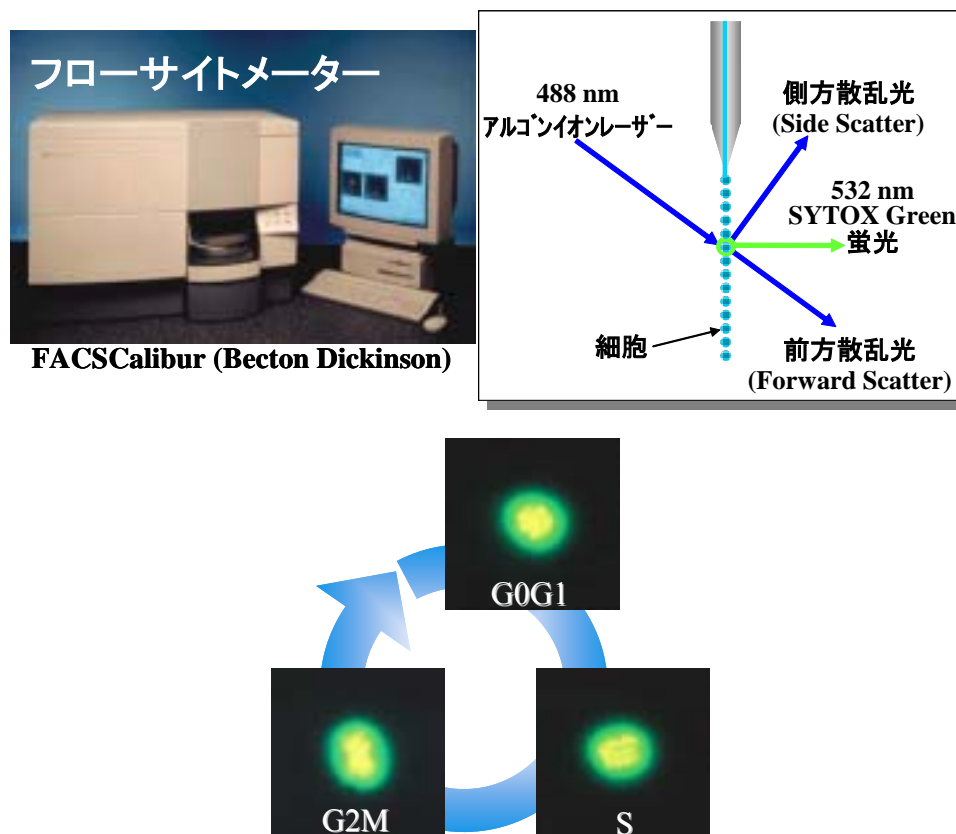 フローサイトメーター
FACSCalibur (Becton Dickinson)
488 nm
アルゴンイオンレーザー
側方散乱光
(Side Scatter)
532 nm
SYTOX Green
蛍光
細胞
前方散乱光
(Forward Scatter)
G0G1
G2M
S